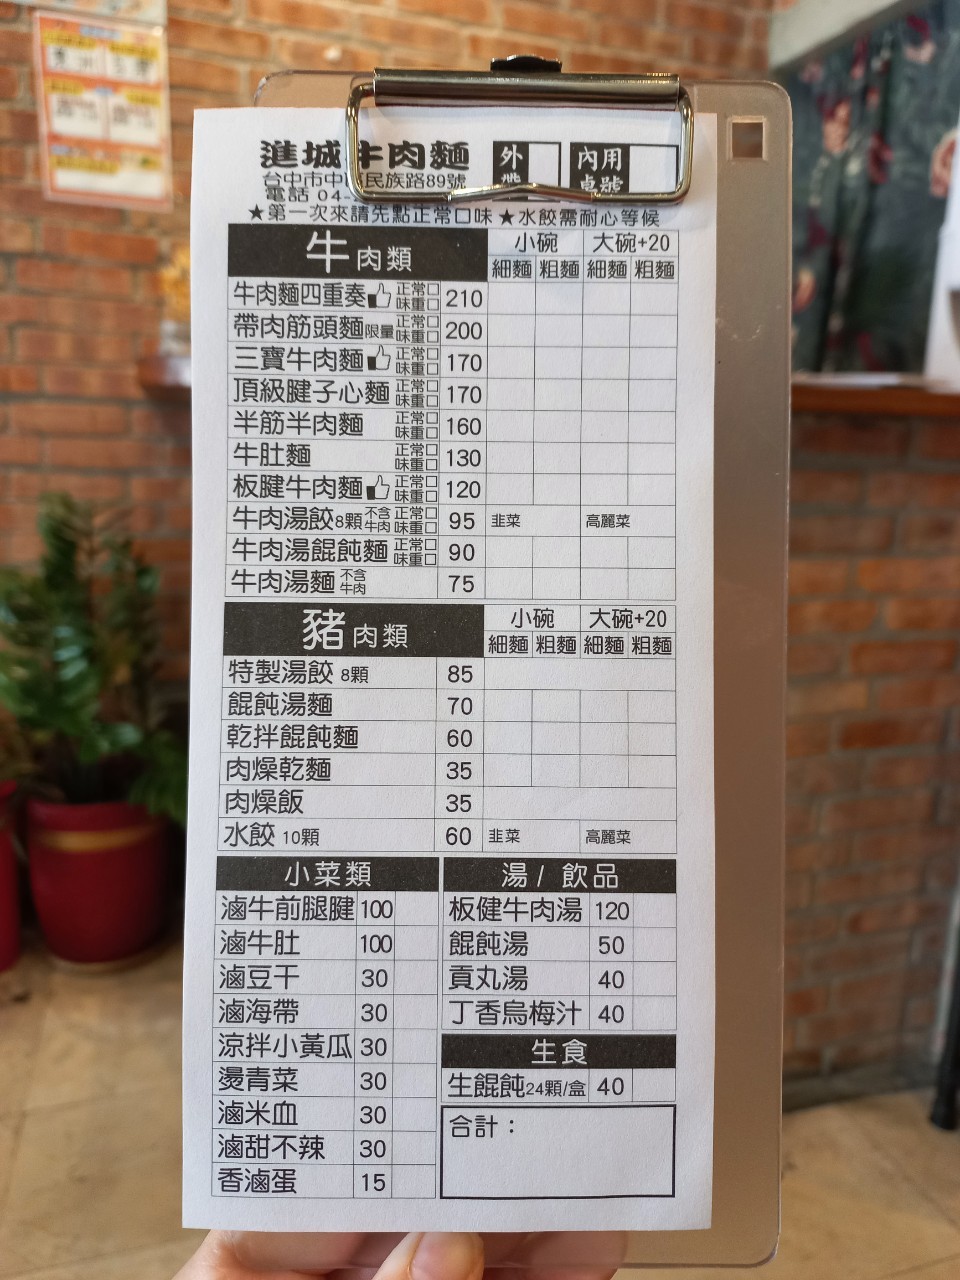 進城牛肉麵 外帶 內用桌號
台中市中 民族路89號
電話 04-
★第一次來請先點正常口味 ★水餃需耐心等候
牛肉類 小碗 大碗+20
細麵 粗麵 細麵 粗麵
牛肉麵四重奏 正常□ 味重□ 210
帶肉筋頭麵 限量 正常□ 味重□ 200
三寶牛肉麵 正常□ 味重□ 170
頂級腱子心麵 正常□ 味重□ 170
半筋半肉麵 正常□ 味重□ 160
牛肚麵 正常□ 味重□ 130
板腱牛肉麵 正常□ 味重□ 120
牛肉湯餃8顆 不含牛肉 正常□ 味重□ 95 韭菜 高麗菜
牛肉湯餛飩麵 正常□ 味重□ 90
牛肉湯麵 不含牛肉 75
豬肉類 小碗 大碗+20
細麵 粗麵 細麵 粗麵
特製湯餃 8顆 85
餛飩湯麵 70
乾拌餛飩麵 60
肉燥乾麵 35
肉燥飯 35
水餃 10顆 60 韭菜 高麗菜
小菜類
滷牛前腿腱 100
滷牛肚 100
滷豆干 30
滷海帶 30
涼拌小黃瓜 30
燙青菜 30
滷米血 30
滷甜不辣 30
香滷蛋 15
湯 / 飲品
板健牛肉湯 120
餛飩湯 50
貢丸湯 40
丁香烏梅汁 40
生食
生餛飩24顆/盒 40
合計：